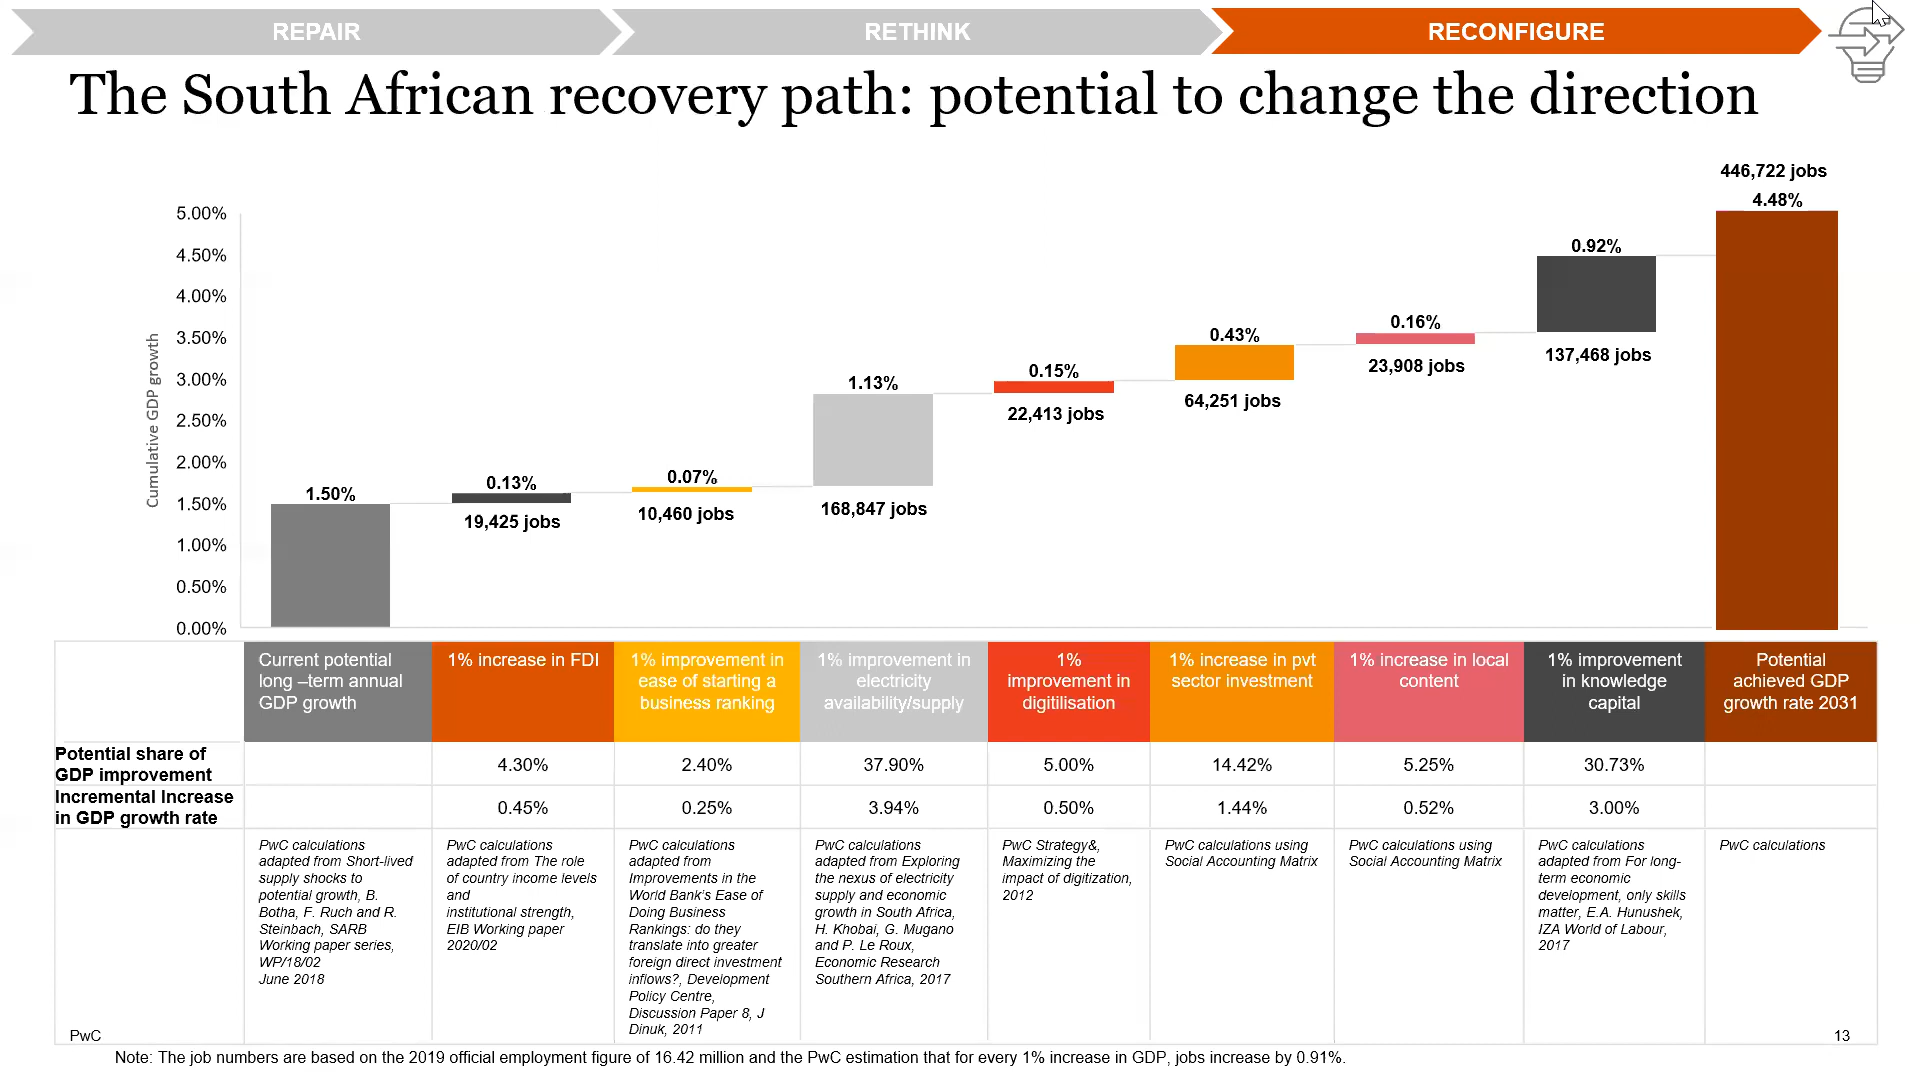 REPAIR
RETHINK
RECONFIGURE
The South African recovery path: potential to change the direction
446,722 jobs
4.48%
5.00%
4.50%
4.00%
3.50%
3.00%
2.50%
2.00%
1.50%
1.00%
0.50%
0.00%
Cumulative GDP growth
1.50%
0.13%
19,425 jobs
0.07%
10,460 jobs
1.13%
168,847 jobs
0.15%
22,413 jobs
0.43%
64,251 jobs
0.16%
23,908 jobs
0.92%
137,468 jobs
Current potential
long –term annual
GDP growth
1% increase in FDI
1% improvement in
ease of starting a
business ranking
1% improvement in
electricity
availability/supply
1%
improvement in
digitilisation
1% increase in pvt
sector investment
1% increase in local
content
1% improvement
in knowledge
capital
Potential
achieved GDP
growth rate 2031
Potential share of
GDP improvement
4.30%
2.40%
37.90%
5.00%
14.42%
5.25%
30.73%
Incremental Increase
in GDP growth rate
0.45%
0.25%
3.94%
0.50%
1.44%
0.52%
3.00%
PwC calculations
adapted from Short-lived
supply shocks to
potential growth, B.
Botha, F. Ruch and R.
Steinbach, SARB
Working paper series,
WP/18/02
June 2018
PwC calculations
adapted from The role
of country income levels
and
institutional strength,
EIB Working paper
2020/02
PwC calculations
adapted from
Improvements in the
World Bank's Ease of
Doing Business
Rankings: do they
translate into greater
foreign direct investment
inflows?, Development
Policy Centre,
Discussion Paper 8, J
Dinuk, 2011
PwC calculations
adapted from Exploring
the nexus of electricity
supply and economic
growth in South Africa,
H. Khobai, G. Mugano
and P. Le Roux,
Economic Research
Southern Africa, 2017
PwC Strategy&,
Maximizing the
impact of digitization,
2012
PwC calculations using
Social Accounting Matrix
PwC calculations using
Social Accounting Matrix
PwC calculations
adapted from For long-
term economic
development, only skills
matter, E.A. Hunushek,
IZA World of Labour,
2017
PwC calculations
PwC
13
Note: The job numbers are based on the 2019 official employment figure of 16.42 million and the PwC estimation that for every 1% increase in GDP, jobs increase by 0.91%.